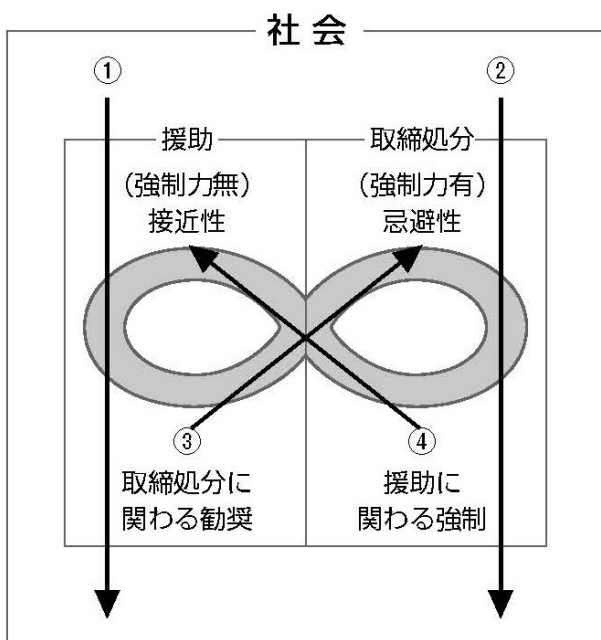 社会
①
②
援助
取締処分
（強制力無）
（強制力有）
接近性
忌避性
③
④
取締処分に
関わる勧奨
援助に
関わる強制